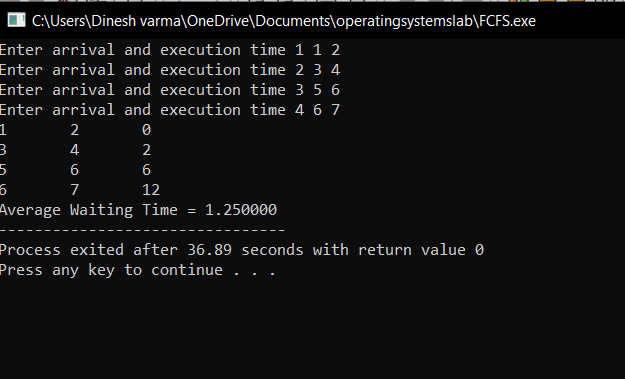 C:\Users\Dinesh varma\OneDrive\Documents\operatingsystemslab\FCFS.exe
Enter arrival and execution time 1 1 2
Enter arrival and execution time 2 3 4
Enter arrival and execution time 3 5 6
Enter arrival and execution time 4 6 7
1 2 0
3 4 2
5 6 6
6 7 12
Average Waiting Time = 1.250000
--------------------------------
Process exited after 36.89 seconds with return value 0
Press any key to continue . . .